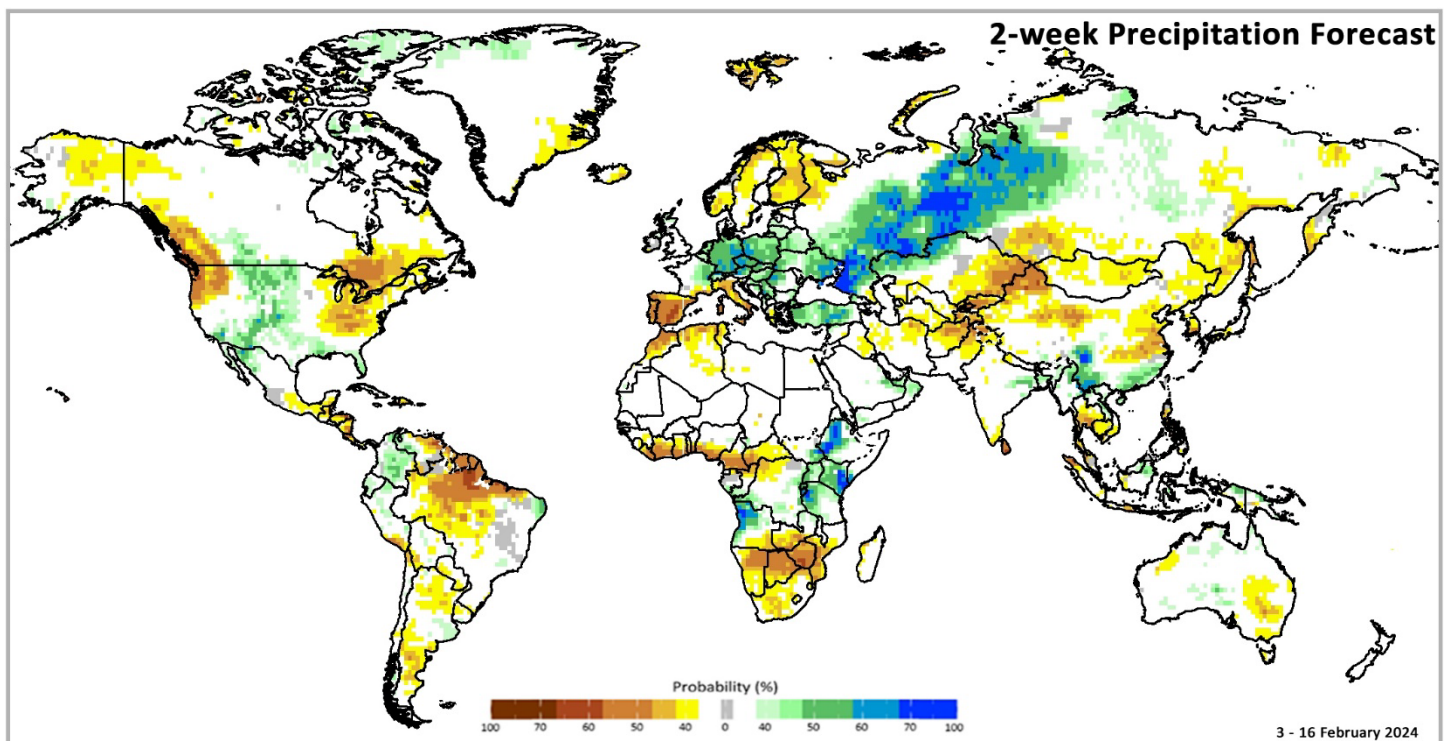 2-week Precipitation Forecast
Probability (%)
100 70 60 50 40 0 40 50 60 70 100
3 - 16 February 2024